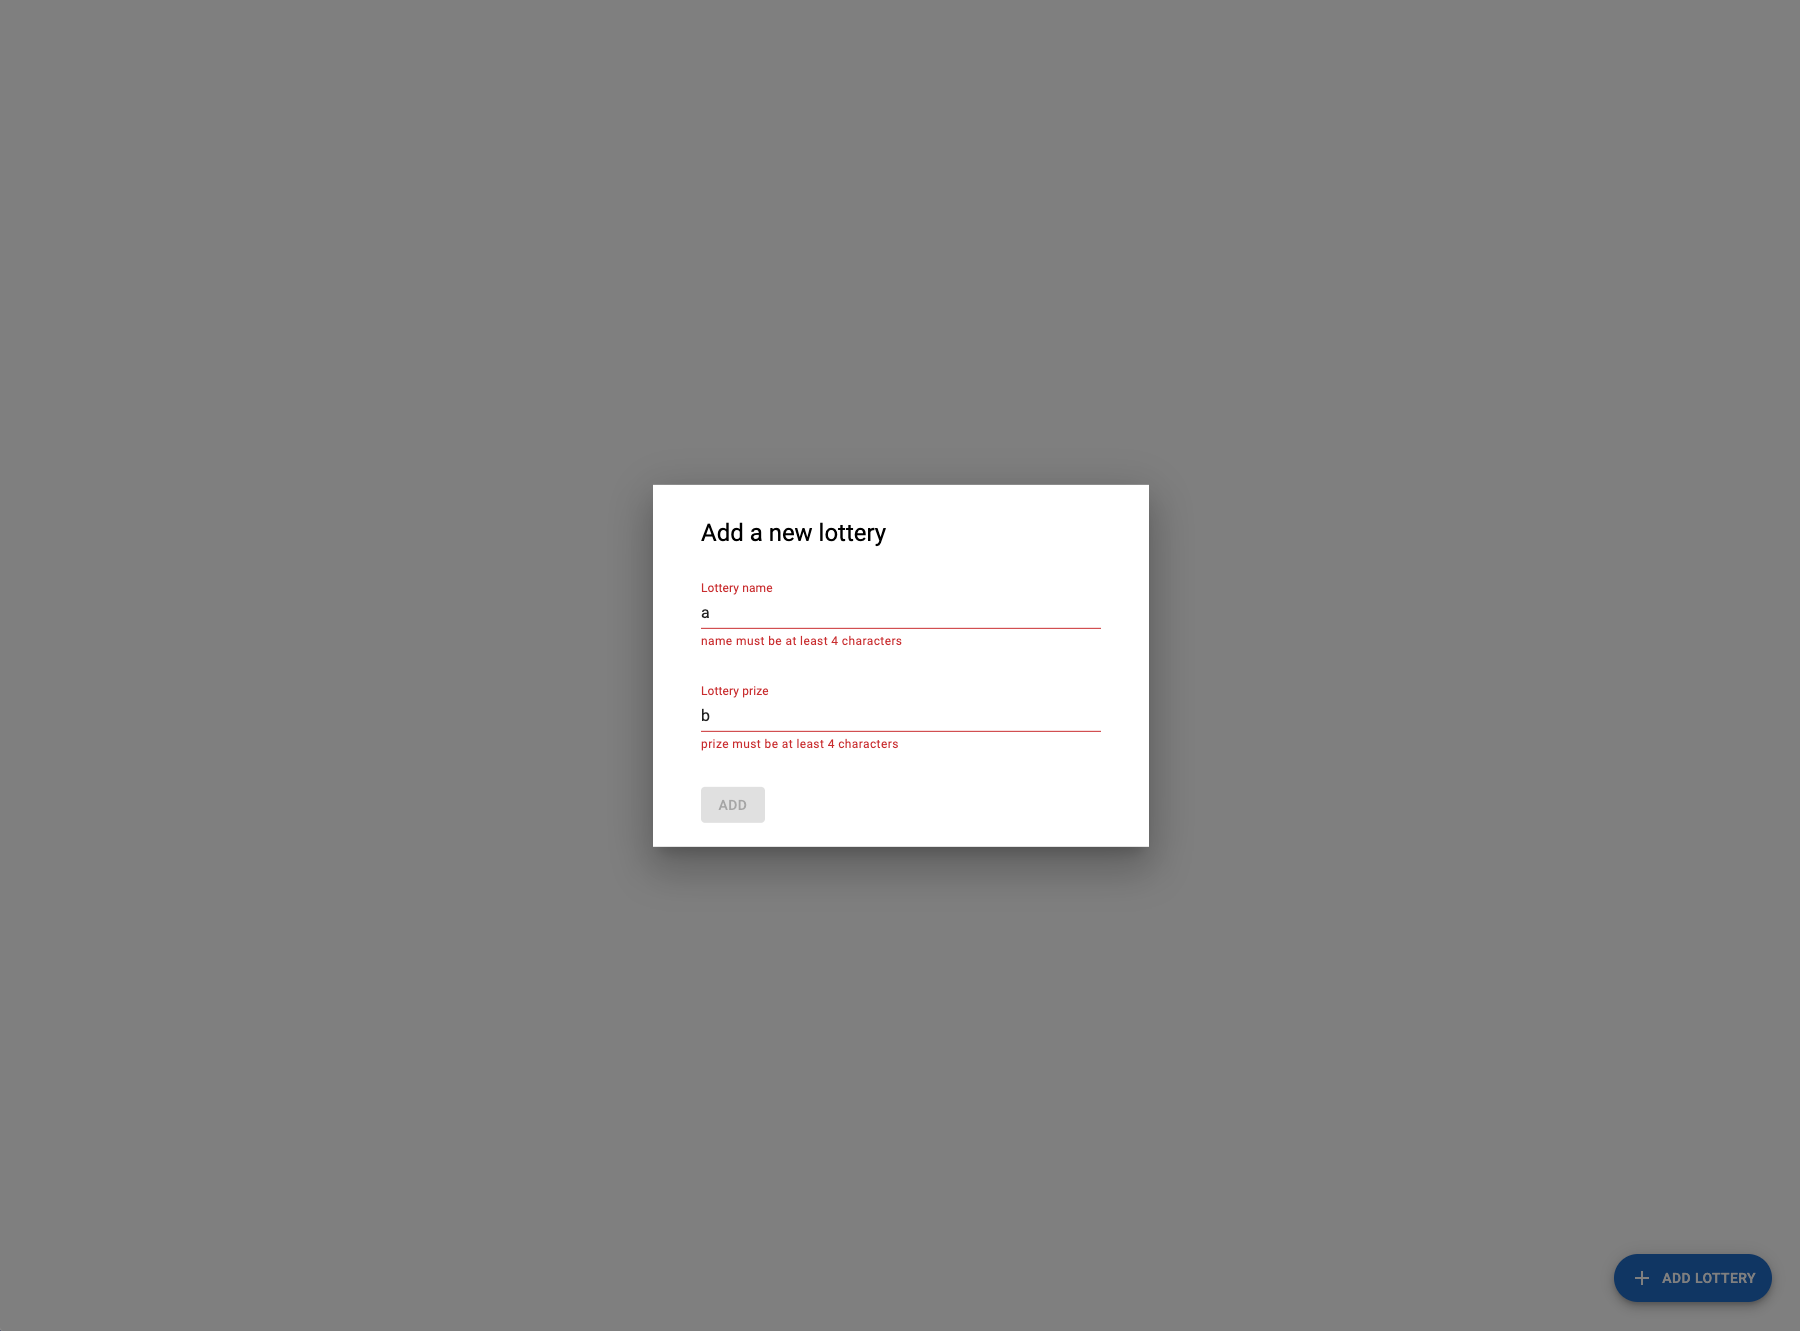 Add a new lottery
Lottery name
a
name must be at least 4 characters
Lottery prize
b
prize must be at least 4 characters
ADD
ADD LOTTERY